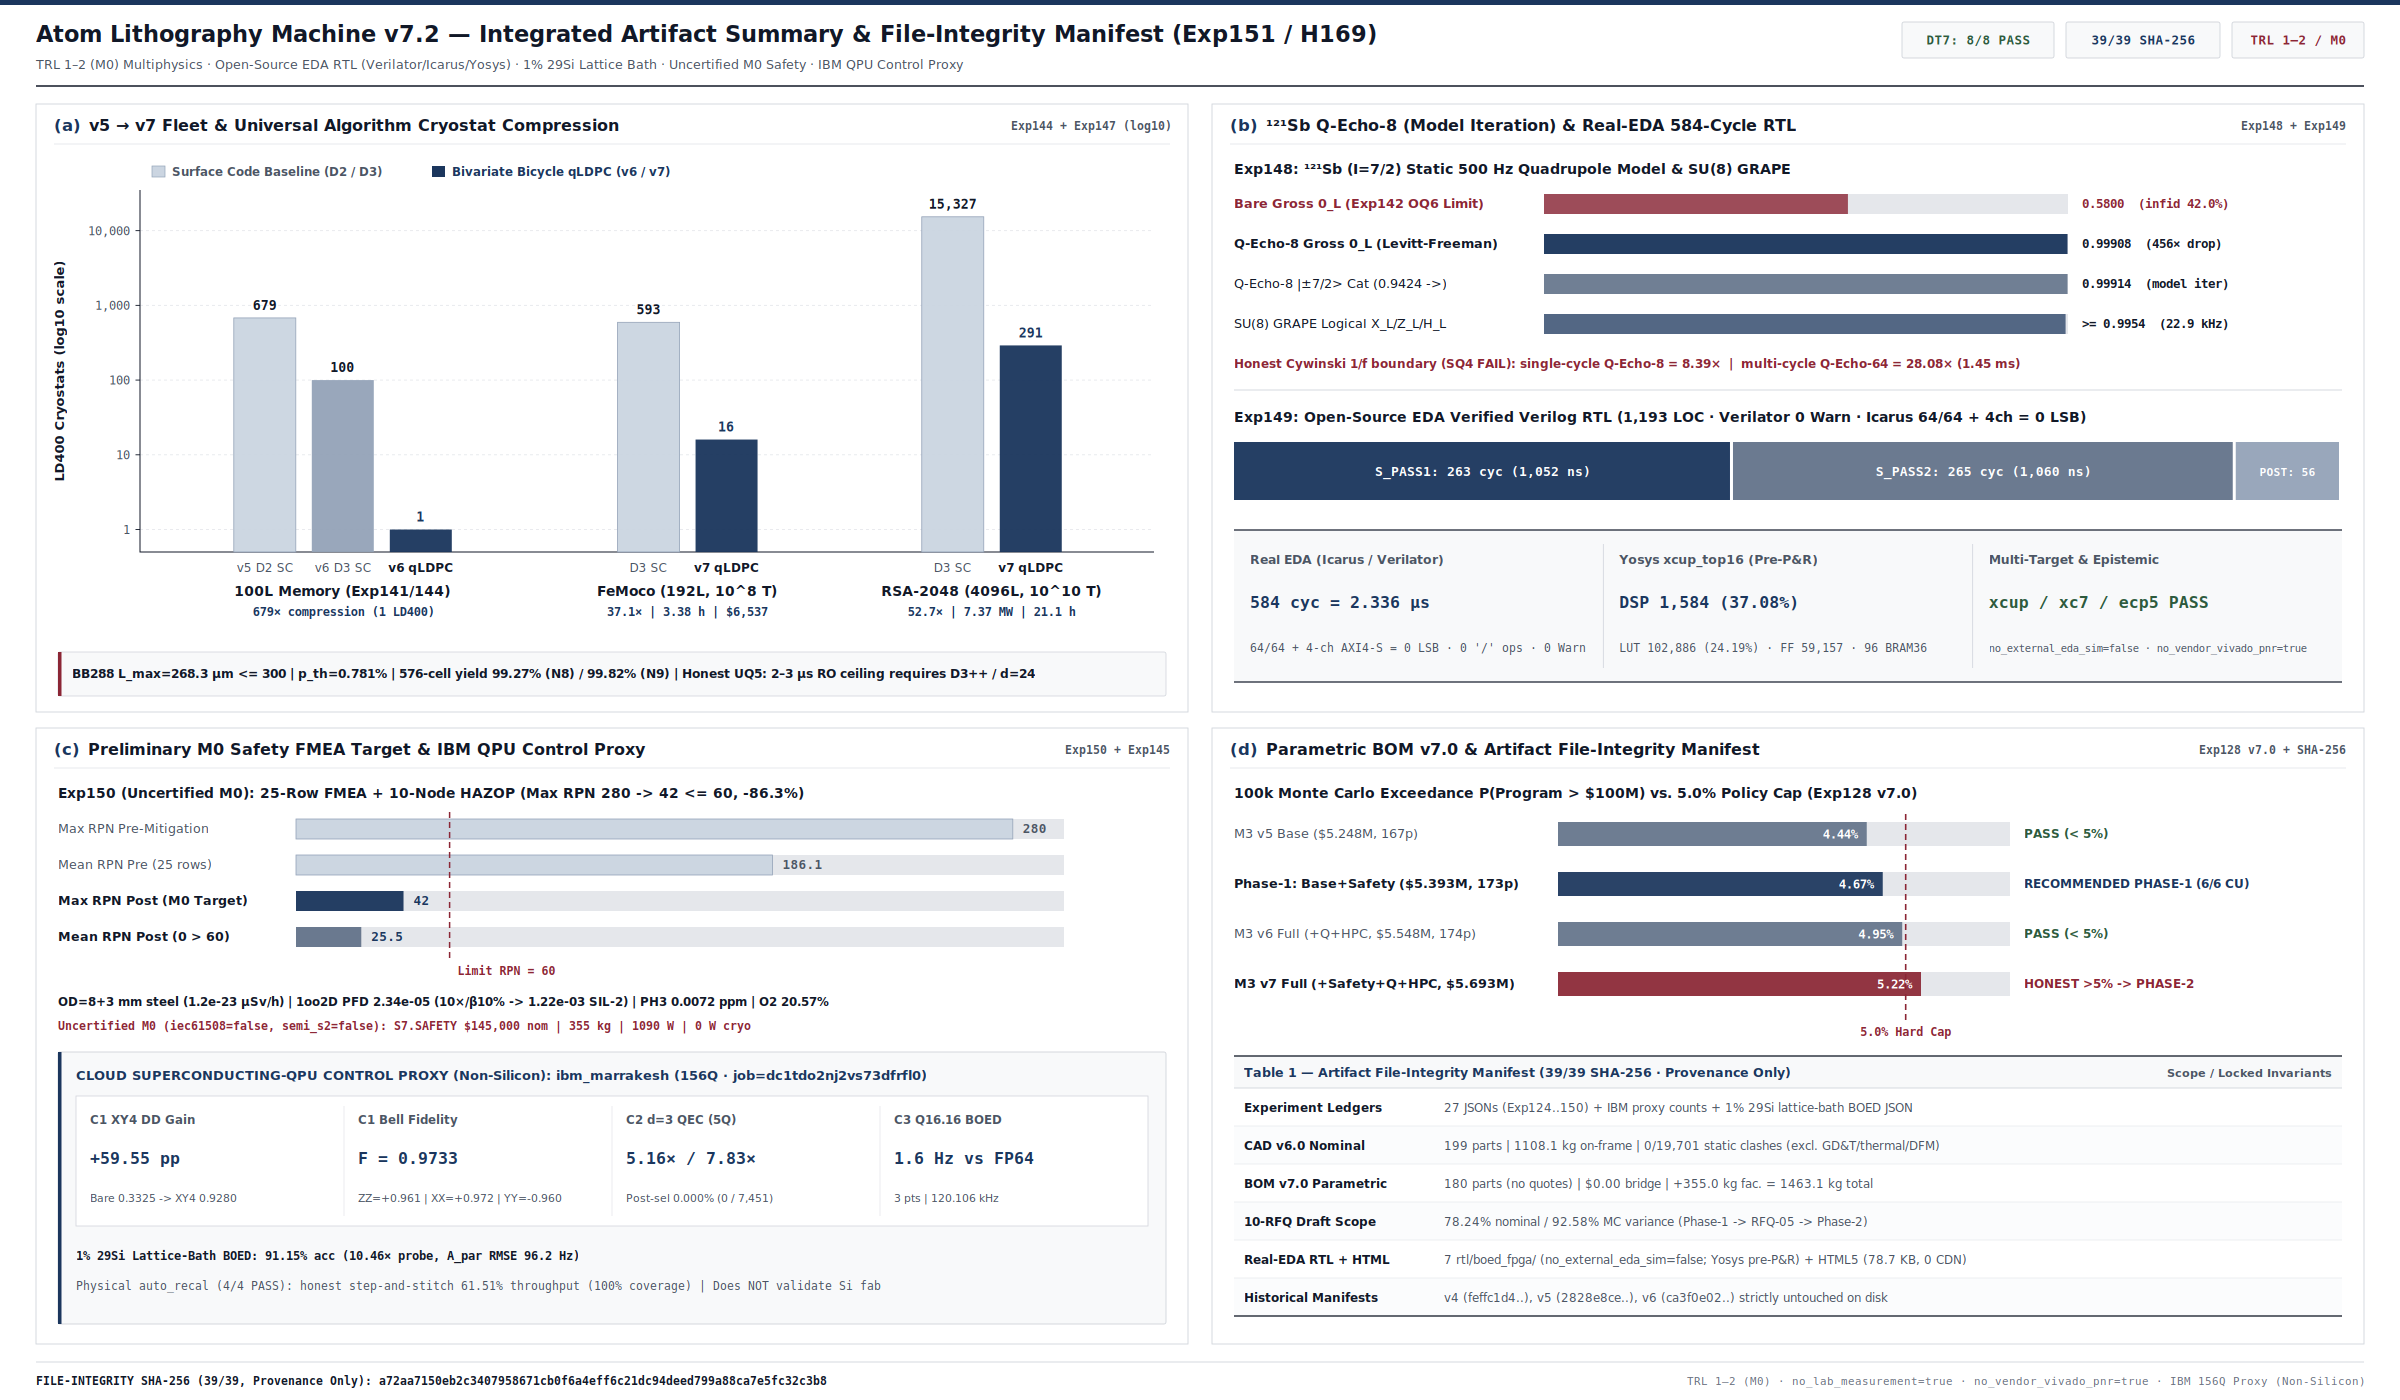 Atom Lithography Machine v7.2 — Integrated Artifact Summary & File-Integrity Manifest (Exp151 / H169)
DT7: 8/8 PASS
39/39 SHA-256
TRL 1–2 / M0
TRL 1–2 (M0) Multiphysics · Open-Source EDA RTL (Verilator/Icarus/Yosys) · 1% 29Si Lattice Bath · Uncertified M0 Safety · IBM QPU Control Proxy
(a) v5 → v7 Fleet & Universal Algorithm Cryostat Compression
Exp144 + Exp147 (log10)
Surface Code Baseline (D2 / D3)
Bivariate Bicycle qLDPC (v6 / v7)
LD400 Cryostats (log10 scale)
10,000
1,000
100
10
1
679
100
1
593
16
15,327
291
v5 D2 SC
v6 D3 SC
v6 qLDPC
D3 SC
v7 qLDPC
D3 SC
v7 qLDPC
100L Memory (Exp141/144)
FeMoco (192L, 10^8 T)
RSA-2048 (4096L, 10^10 T)
679× compression (1 LD400)
37.1× | 3.38 h | $6,537
52.7× | 7.37 MW | 21.1 h
BB288 L_max=268.3 µm <= 300 | p_th=0.781% | 576-cell yield 99.27% (N8) / 99.82% (N9) | Honest UQ5: 2–3 µs RO ceiling requires D3++ / d=24
(b) ¹²¹Sb Q-Echo-8 (Model Iteration) & Real-EDA 584-Cycle RTL
Exp148 + Exp149
Exp148: ¹²¹Sb (I=7/2) Static 500 Hz Quadrupole Model & SU(8) GRAPE
Bare Gross 0_L (Exp142 OQ6 Limit)
0.5800 (infid 42.0%)
Q-Echo-8 Gross 0_L (Levitt-Freeman)
0.99908 (456× drop)
Q-Echo-8 |±7/2> Cat (0.9424 ->)
0.99914 (model iter)
SU(8) GRAPE Logical X_L/Z_L/H_L
>= 0.9954 (22.9 kHz)
Honest Cywinski 1/f boundary (SQ4 FAIL): single-cycle Q-Echo-8 = 8.39× | multi-cycle Q-Echo-64 = 28.08× (1.45 ms)
Exp149: Open-Source EDA Verified Verilog RTL (1,193 LOC · Verilator 0 Warn · Icarus 64/64 + 4ch = 0 LSB)
S_PASS1: 263 cyc (1,052 ns)
S_PASS2: 265 cyc (1,060 ns)
POST: 56
Real EDA (Icarus / Verilator)
Yosys xcup_top16 (Pre-P&R)
Multi-Target & Epistemic
584 cyc = 2.336 µs
DSP 1,584 (37.08%)
xcup / xc7 / ecp5 PASS
64/64 + 4-ch AXI4-S = 0 LSB · 0 '/' ops · 0 Warn
LUT 102,886 (24.19%) · FF 59,157 · 96 BRAM36
no_external_eda_sim=false · no_vendor_vivado_pnr=true
(c) Preliminary M0 Safety FMEA Target & IBM QPU Control Proxy
Exp150 + Exp145
Exp150 (Uncertified M0): 25-Row FMEA + 10-Node HAZOP (Max RPN 280 -> 42 <= 60, -86.3%)
Max RPN Pre-Mitigation
280
Mean RPN Pre (25 rows)
186.1
Max RPN Post (M0 Target)
42
Mean RPN Post (0 > 60)
25.5
Limit RPN = 60
OD=8+3 mm steel (1.2e-23 µSv/h) | 1oo2D PFD 2.34e-05 (10×/β10% -> 1.22e-03 SIL-2) | PH3 0.0072 ppm | O2 20.57%
Uncertified M0 (iec61508=false, semi_s2=false): S7.SAFETY $145,000 nom | 355 kg | 1090 W | 0 W cryo
CLOUD SUPERCONDUCTING-QPU CONTROL PROXY (Non-Silicon): ibm_marrakesh (156Q · job=dc1tdo2nj2vs73dfrfl0)
C1 XY4 DD Gain
C1 Bell Fidelity
C2 d=3 QEC (5Q)
C3 Q16.16 BOED
+59.55 pp
F = 0.9733
5.16× / 7.83×
1.6 Hz vs FP64
Bare 0.3325 -> XY4 0.9280
ZZ=+0.961 | XX=+0.972 | YY=-0.960
Post-sel 0.000% (0 / 7,451)
3 pts | 120.106 kHz
1% 29Si Lattice-Bath BOED: 91.15% acc (10.46× probe, A_par RMSE 96.2 Hz)
Physical auto_recal (4/4 PASS): honest step-and-stitch 61.51% throughput (100% coverage) | Does NOT validate Si fab
(d) Parametric BOM v7.0 & Artifact File-Integrity Manifest
Exp128 v7.0 + SHA-256
100k Monte Carlo Exceedance P(Program > $100M) vs. 5.0% Policy Cap (Exp128 v7.0)
M3 v5 Base ($5.248M, 167p)
4.44%
PASS (< 5%)
Phase-1: Base+Safety ($5.393M, 173p)
4.67%
RECOMMENDED PHASE-1 (6/6 CU)
M3 v6 Full (+Q+HPC, $5.548M, 174p)
4.95%
PASS (< 5%)
M3 v7 Full (+Safety+Q+HPC, $5.693M)
5.22%
HONEST >5% -> PHASE-2
5.0% Hard Cap
Table 1 — Artifact File-Integrity Manifest (39/39 SHA-256 · Provenance Only)
Scope / Locked Invariants
Experiment Ledgers
27 JSONs (Exp124..150) + IBM proxy counts + 1% 29Si lattice-bath BOED JSON
CAD v6.0 Nominal
199 parts | 1108.1 kg on-frame | 0/19,701 static clashes (excl. GD&T/thermal/DFM)
BOM v7.0 Parametric
180 parts (no quotes) | $0.00 bridge | +355.0 kg fac. = 1463.1 kg total
10-RFQ Draft Scope
78.24% nominal / 92.58% MC variance (Phase-1 -> RFQ-05 -> Phase-2)
Real-EDA RTL + HTML
7 rtl/boed_fpga/ (no_external_eda_sim=false; Yosys pre-P&R) + HTML5 (78.7 KB, 0 CDN)
Historical Manifests
v4 (feffc1d4..), v5 (2828e8ce..), v6 (ca3f0e02..) strictly untouched on disk
FILE-INTEGRITY SHA-256 (39/39, Provenance Only): a72aa7150eb2c3407958671cb0f6a4eff6c21dc94deed799a88ca7e5fc32c3b8
TRL 1–2 (M0) · no_lab_measurement=true · no_vendor_vivado_pnr=true · IBM 156Q Proxy (Non-Silicon)